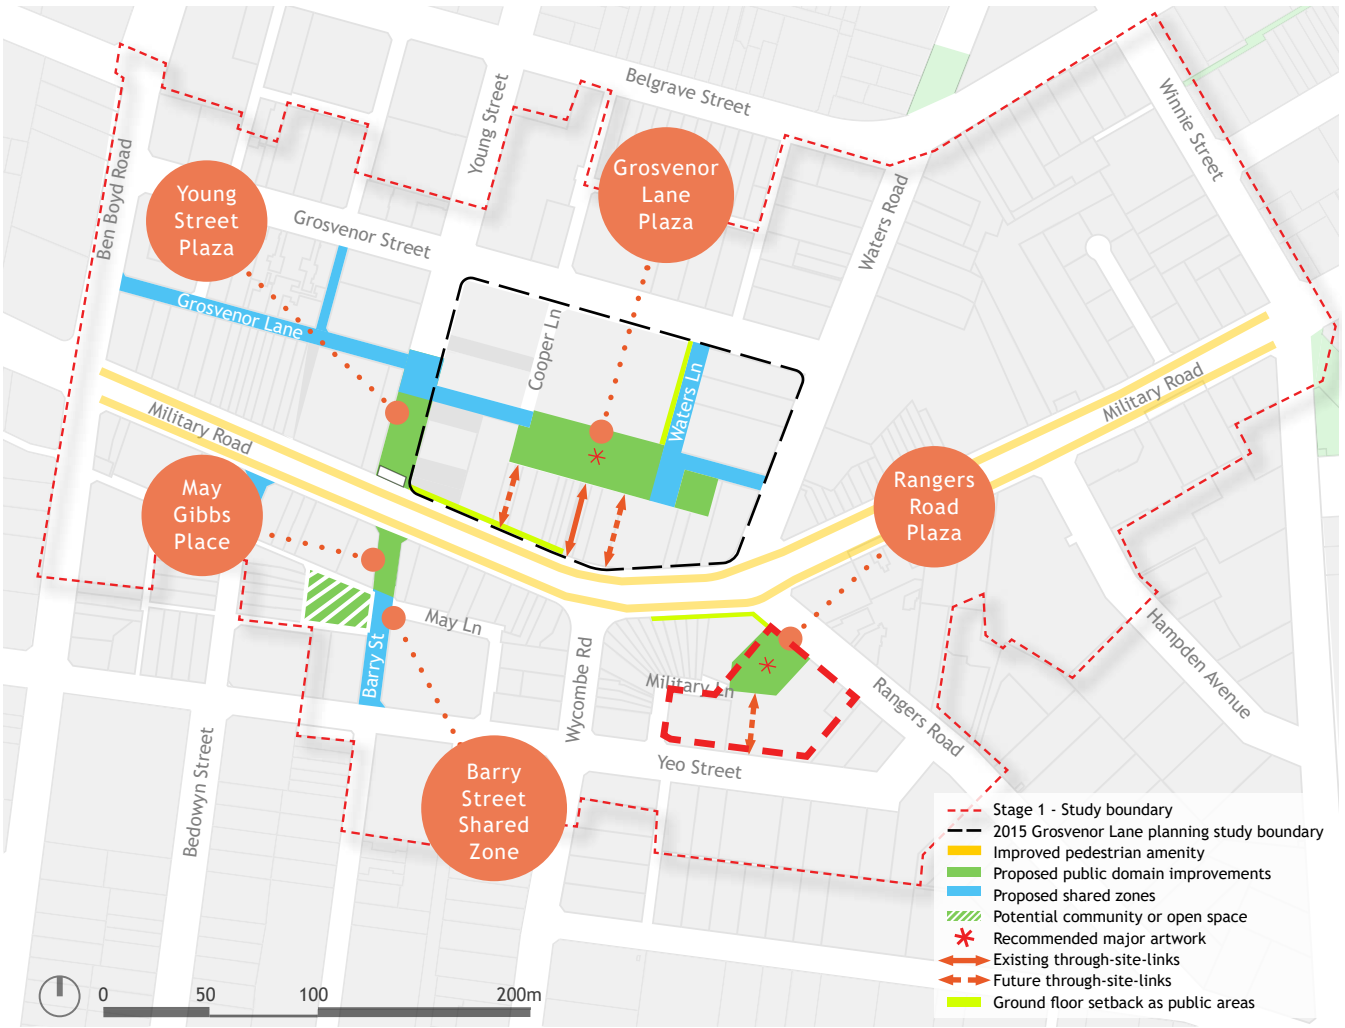 Belgrave Street
Young Street
Winnie Street
Ben Boyd Road
Grosvenor
Lane
Plaza
Young
Street
Plaza
Grosvenor Street
Waters Road
Grosvenor Lane
Cooper Ln
Waters Ln
Military Road
Military Road
May
Gibbs
Place
Rangers
Road
Plaza
May Ln
Barry St
Wycombe Rd
Military Ln
Hampden Avenue
Rangers Road
Yeo Street
Bedowyn Street
Barry
Street
Shared
Zone
Stage 1 - Study boundary
2015 Grosvenor Lane planning study boundary
Improved pedestrian amenity
Proposed public domain improvements
Proposed shared zones
Potential community or open space
Recommended major artwork
Existing through-site-links
Future through-site-links
Ground floor setback as public areas
0 50 100 200m